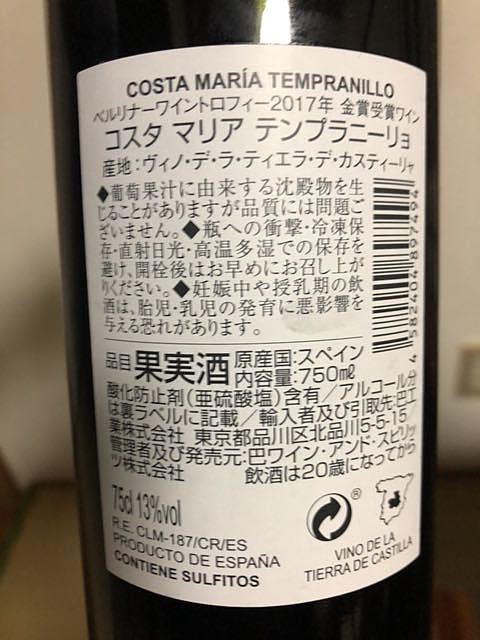 COSTA MARÍA TEMPRANILLO
ベルリナーワイントロフィー2017年 金賞受賞ワイン
コスタ マリア テンプラニーリョ
産地：ヴィノ・デ・ラ・ティエラ・デ・カスティーリャ
◆葡萄果汁に由来する沈殿物を生
じることがありますが品質には問題ご
ざいません。◆瓶への衝撃・冷凍保
存・直射日光・高温多湿での保存を
避け、開栓後はお早めにお召し上が
りください。◆妊娠中や授乳期の飲
酒は、胎児・乳児の発育に悪影響を
与える恐れがあります。
4582404897494
品目 果実酒 原産国：スペイン
内容量：750mℓ
酸化防止剤(亜硫酸塩)含有／アルコール分
は裏ラベルに記載／輸入者及び引取先：巴工
業株式会社 東京都品川区北品川5-5-15／
管理者及び発売元：巴ワイン・アンド・スピリッ
ツ株式会社 飲酒は20歳になってから
75cl 13%vol
R.E. CLM-187/CR/ES
PRODUCTO DE ESPAÑA
CONTIENE SULFITOS
®
VINO DE LA
TIERRA DE CASTILLA